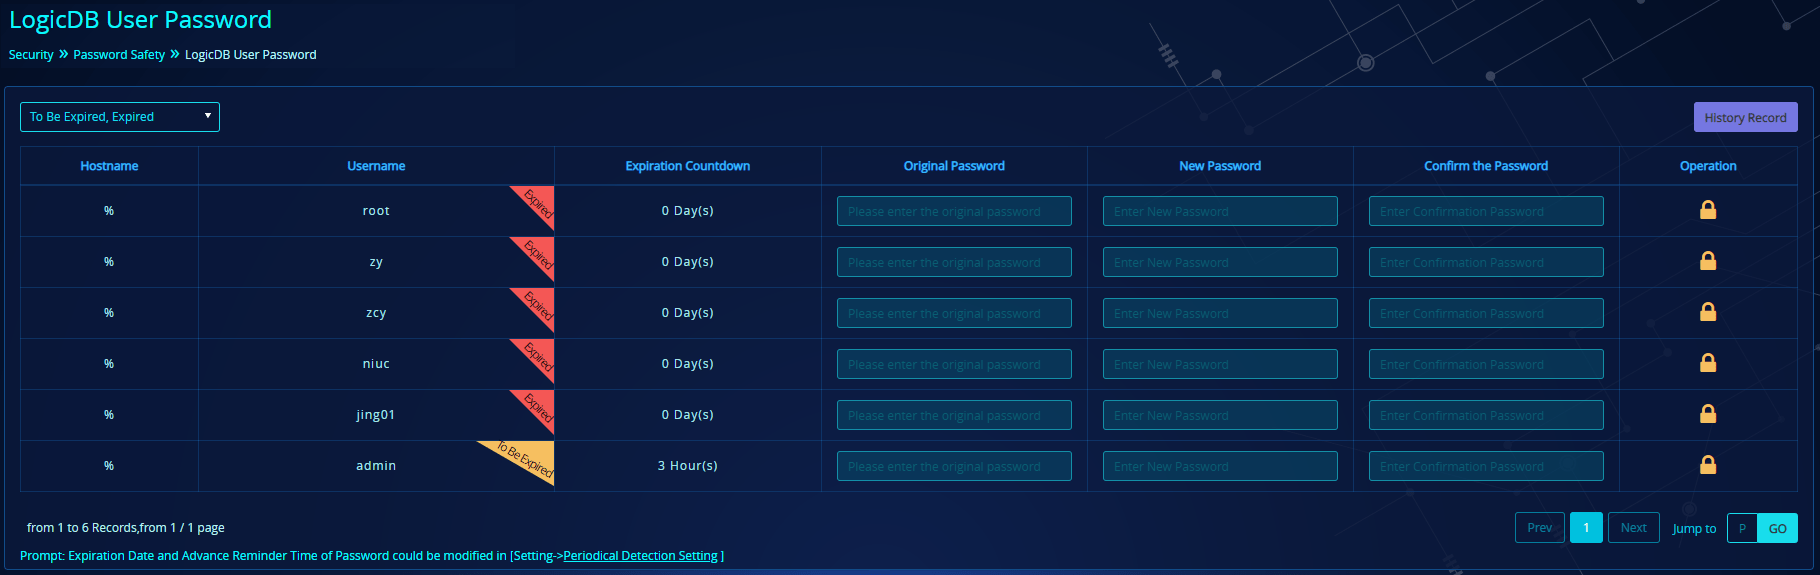 LogicDB User Password
Security » Password Safety » LogicDB User Password
To Be Expired, Expired
History Record
Hostname Username Expiration Countdown Original Password New Password Confirm the Password Operation
% root Expired 0 Day(s) Please enter the original password Enter New Password Enter Confirmation Password
% zy Expired 0 Day(s) Please enter the original password Enter New Password Enter Confirmation Password
% zcy Expired 0 Day(s) Please enter the original password Enter New Password Enter Confirmation Password
% niuc Expired 0 Day(s) Please enter the original password Enter New Password Enter Confirmation Password
% jing01 Expired 0 Day(s) Please enter the original password Enter New Password Enter Confirmation Password
% admin To Be Expired 3 Hour(s) Please enter the original password Enter New Password Enter Confirmation Password
from 1 to 6 Records,from 1 / 1 page
Prev 1 Next Jump to P GO
Prompt: Expiration Date and Advance Reminder Time of Password could be modified in [Setting->Periodical Detection Setting ]